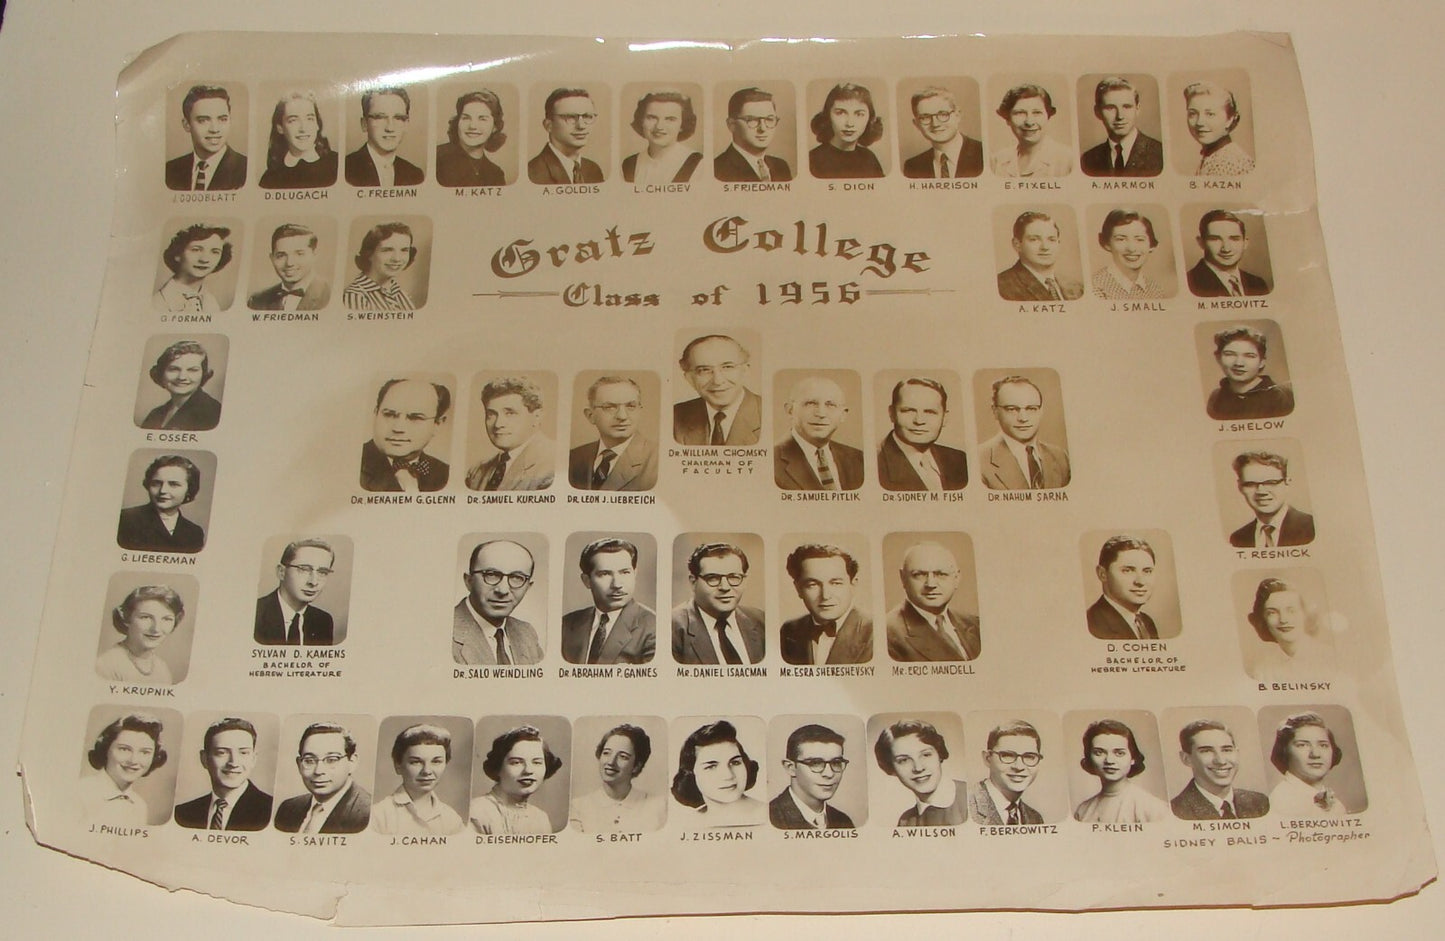 J. GOODBLATT
D. DLUGACH
C. FREEMAN
M. KATZ
A. GOLDIS
L. CHIGEV
S. FRIEDMAN
S. DION
H. HARRISON
E. FIXELL
A. MARMON
B. KAZAN
Gratz College
Class of 1956
G. FORMAN
W. FRIEDMAN
S. WEINSTEIN
A. KATZ
J. SMALL
M. MEROVITZ
E. OSSER
J. SHELOW
DR. WILLIAM CHOMSKY
CHAIRMAN OF
FACULTY
DR. MENAHEM G. GLENN
DR. SAMUEL KURLAND
DR. LEON J. LIEBREICH
DR. SAMUEL PITLIK
DR. SIDNEY M. FISH
DR. NAHUM SARNA
G. LIEBERMAN
T. RESNICK
SYLVAN D. KAMENS
BACHELOR OF
HEBREW LITERATURE
DR. SALO WEINDLING
DR. ABRAHAM P. GANNES
MR. DANIEL ISAACMAN
MR. ESRA SHERESHEVSKY
MR. ERIC MANDELL
D. COHEN
BACHELOR OF
HEBREW LITERATURE
Y. KRUPNIK
B. BELINSKY
J. PHILLIPS
A. DEVOR
S. SAVITZ
J. CAHAN
D. EISENHOFER
S. BATT
J. ZISSMAN
S. MARGOLIS
A. WILSON
F. BERKOWITZ
P. KLEIN
M. SIMON
L. BERKOWITZ
SIDNEY BALIS ~ Photographer